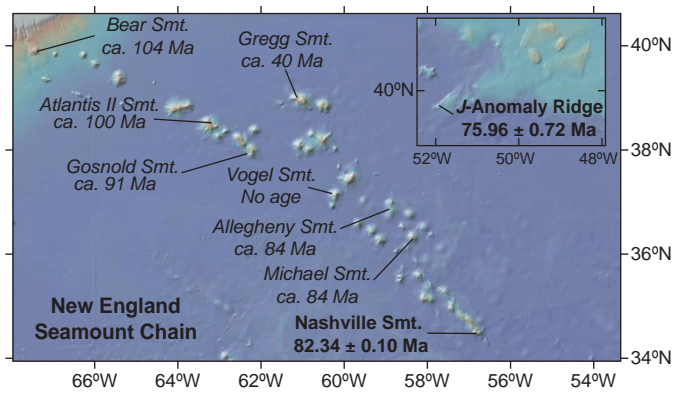 Bear Smt.
ca. 104 Ma
Gregg Smt.
ca. 40 Ma
40ºN
40ºN
J-Anomaly Ridge
75.96 ± 0.72 Ma
52ºW
50ºW
48ºW
Atlantis II Smt.
ca. 100 Ma
38ºN
Gosnold Smt.
ca. 91 Ma
Vogel Smt.
No age
Allegheny Smt.
ca. 84 Ma
36ºN
Michael Smt.
ca. 84 Ma
New England
Seamount Chain
Nashville Smt.
82.34 ± 0.10 Ma
34ºN
66ºW
64ºW
62ºW
60ºW
58ºW
56ºW
54ºW